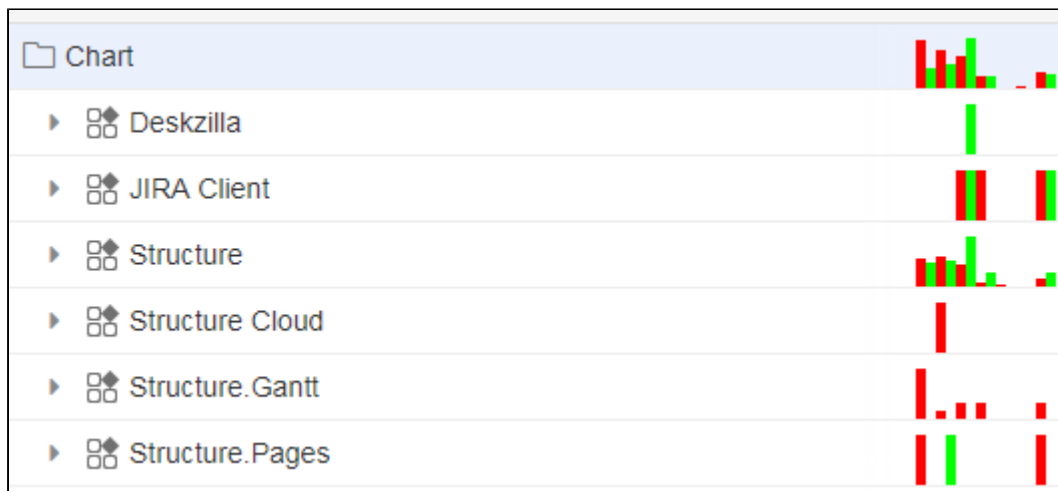 Chart
Deskzilla
JIRA Client
Structure
Structure Cloud
Structure.Gantt
Structure.Pages